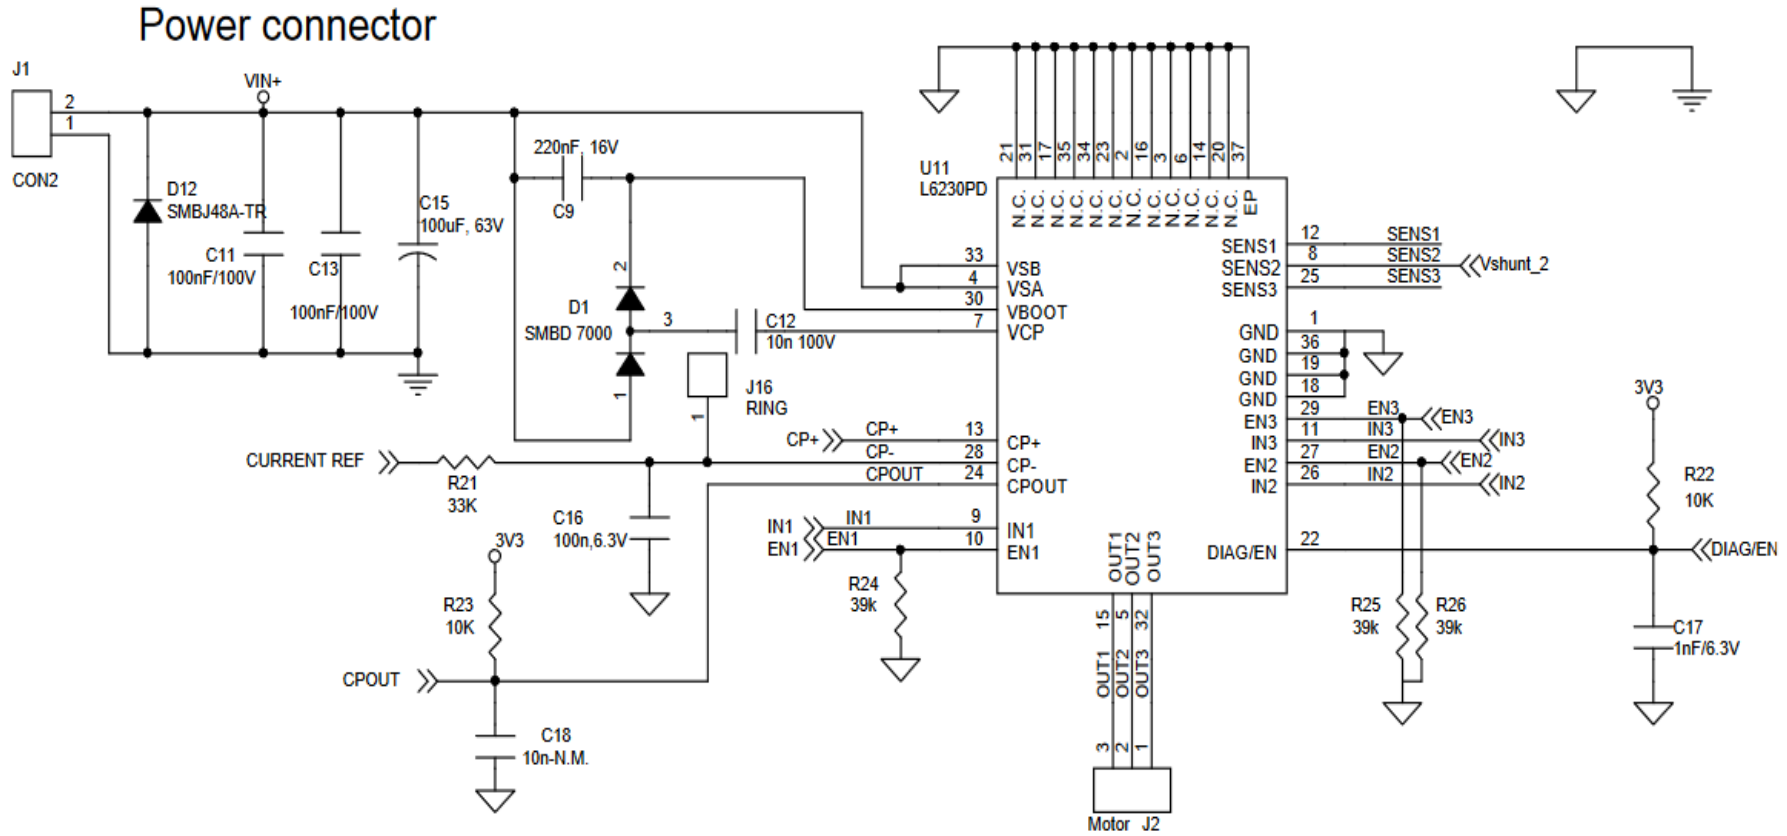 Power connector
J1
2
1
CON2
VIN+
D12
SMBJ48A-TR
C11
100nF/100V
C13
100nF/100V
C15
100uF, 63V
220nF, 16V
C9
2
D1
SMBD 7000
3
1
C12
10n 100V
J16
RING
1
U11
L6230PD
21
31
17
35
34
23
2
16
3
6
14
20
37
N.C.
N.C.
N.C.
N.C.
N.C.
N.C.
N.C.
N.C.
N.C.
N.C.
N.C.
N.C.
EP
33 VSB
4 VSA
30 VBOOT
7 VCP
CP+ CP+ 13 CP+
CURRENT REF
R21
33K
CP- 28 CP-
CPOUT 24 CPOUT
IN1 IN1 9 IN1
EN1 EN1 10 EN1
C16
100n,6.3V
3V3
R23
10K
CPOUT
C18
10n-N.M.
R24
39k
SENS1 12 SENS1
SENS2 8 SENS2 Vshunt_2
SENS3 25 SENS3
GND 1
GND 36
GND 19
GND 18
EN3 29 EN3 EN3
IN3 11 IN3 IN3
EN2 27 EN2 EN2
IN2 26 IN2 IN2
DIAG/EN 22 DIAG/EN
3V3
R22
10K
R25
39k
R26
39k
C17
1nF/6.3V
OUT1
OUT2
OUT3
15
5
32
OUT1
OUT2
OUT3
3
2
1
Motor J2